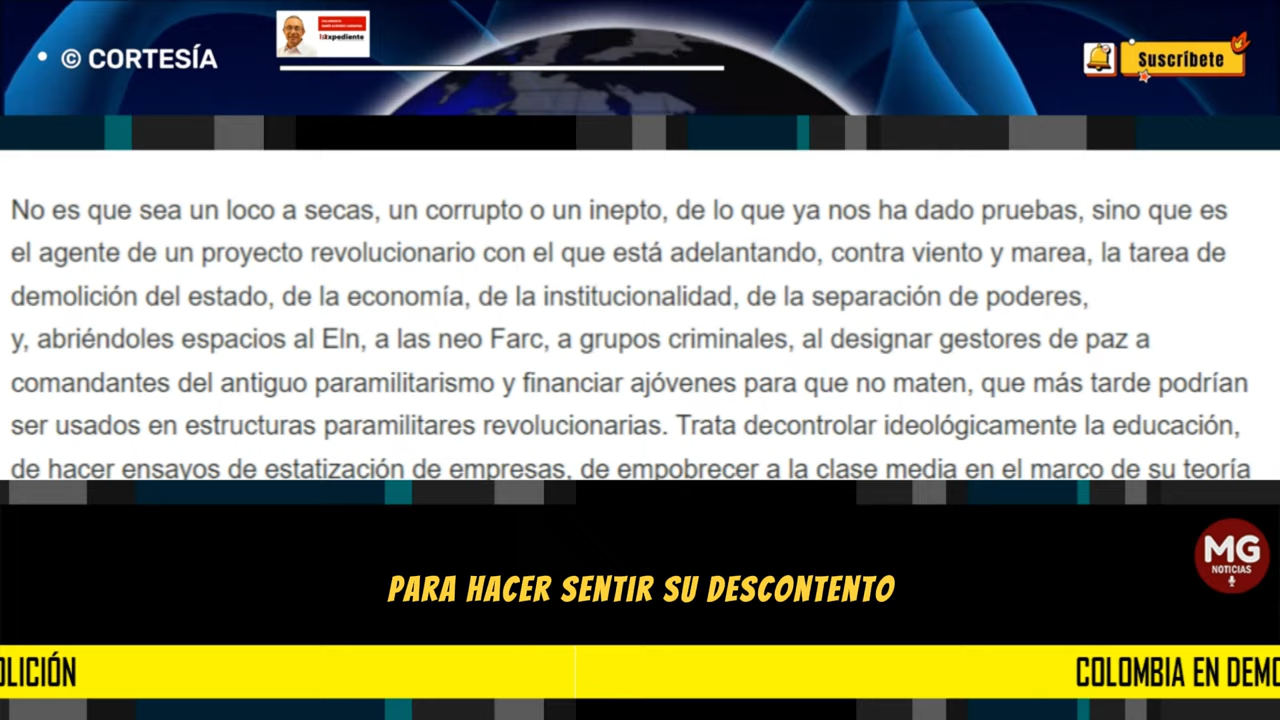 © CORTESÍA
Expediente
Suscríbete
No es que sea un loco a secas, un corrupto o un inepto, de lo que ya nos ha dado pruebas, sino que es
el agente de un proyecto revolucionario con el que está adelantando, contra viento y marea, la tarea de
demolición del estado, de la economía, de la institucionalidad, de la separación de poderes,
y, abriéndoles espacios al Eln, a las neo Farc, a grupos criminales, al designar gestores de paz a
comandantes del antiguo paramilitarismo y financiar ajóvenes para que no maten, que más tarde podrían
ser usados en estructuras paramilitares revolucionarias. Trata decontrolar ideológicamente la educación,
de hacer ensayos de estatización de empresas, de empobrecer a la clase media en el marco de su teoría
MG
NOTICIAS
PARA HACER SENTIR SU DESCONTENTO
OLICIÓN
COLOMBIA EN DEMO